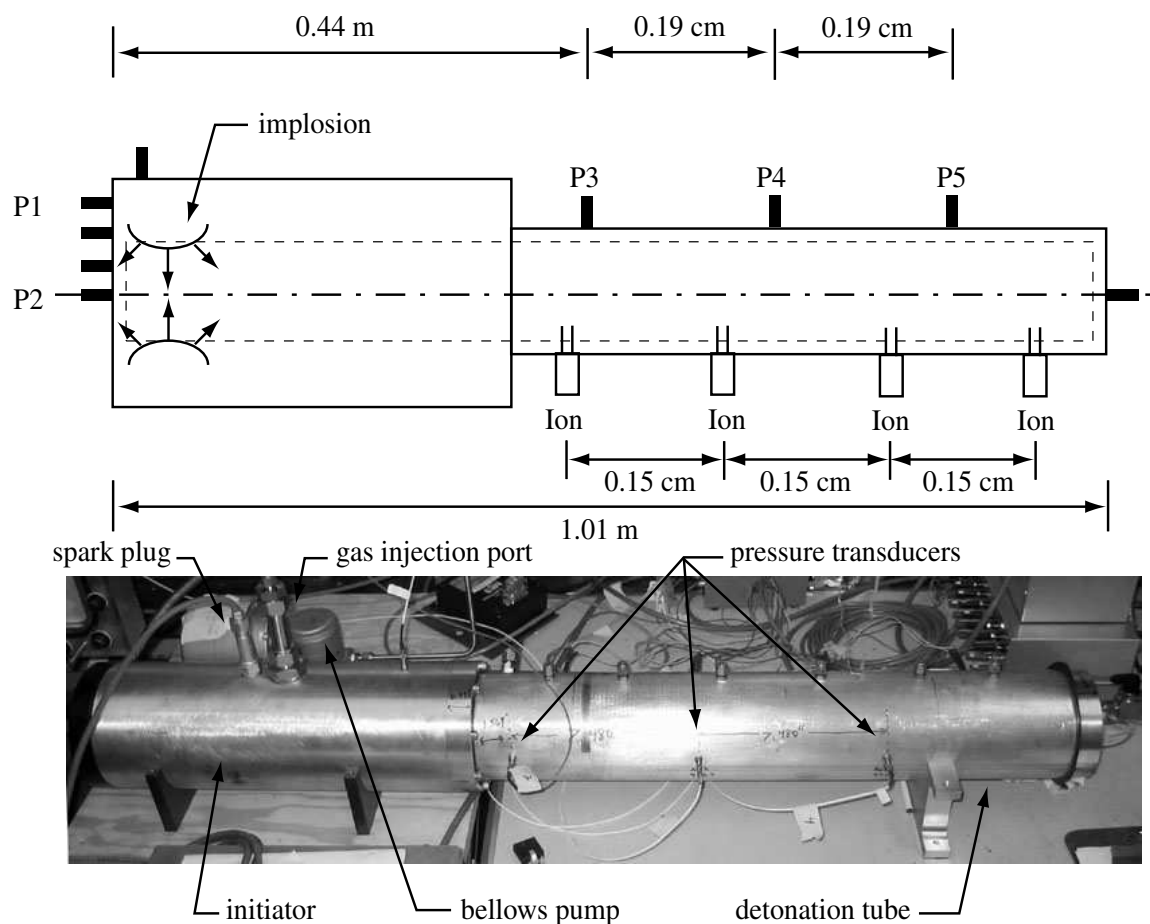 0.44 m
0.19 cm
0.19 cm
implosion
P1
P3
P4
P5
P2
Ion
Ion
Ion
Ion
0.15 cm
0.15 cm
0.15 cm
1.01 m
spark plug
gas injection port
pressure transducers
initiator
bellows pump
detonation tube